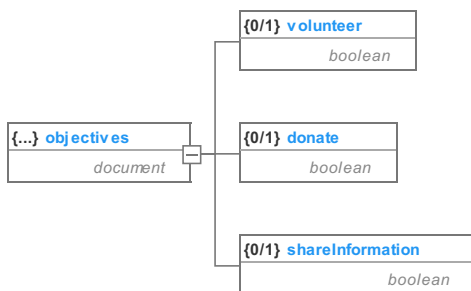 {0/1} volunteer
boolean
{...} objectives
document
{0/1} donate
boolean
{0/1} shareInformation
boolean